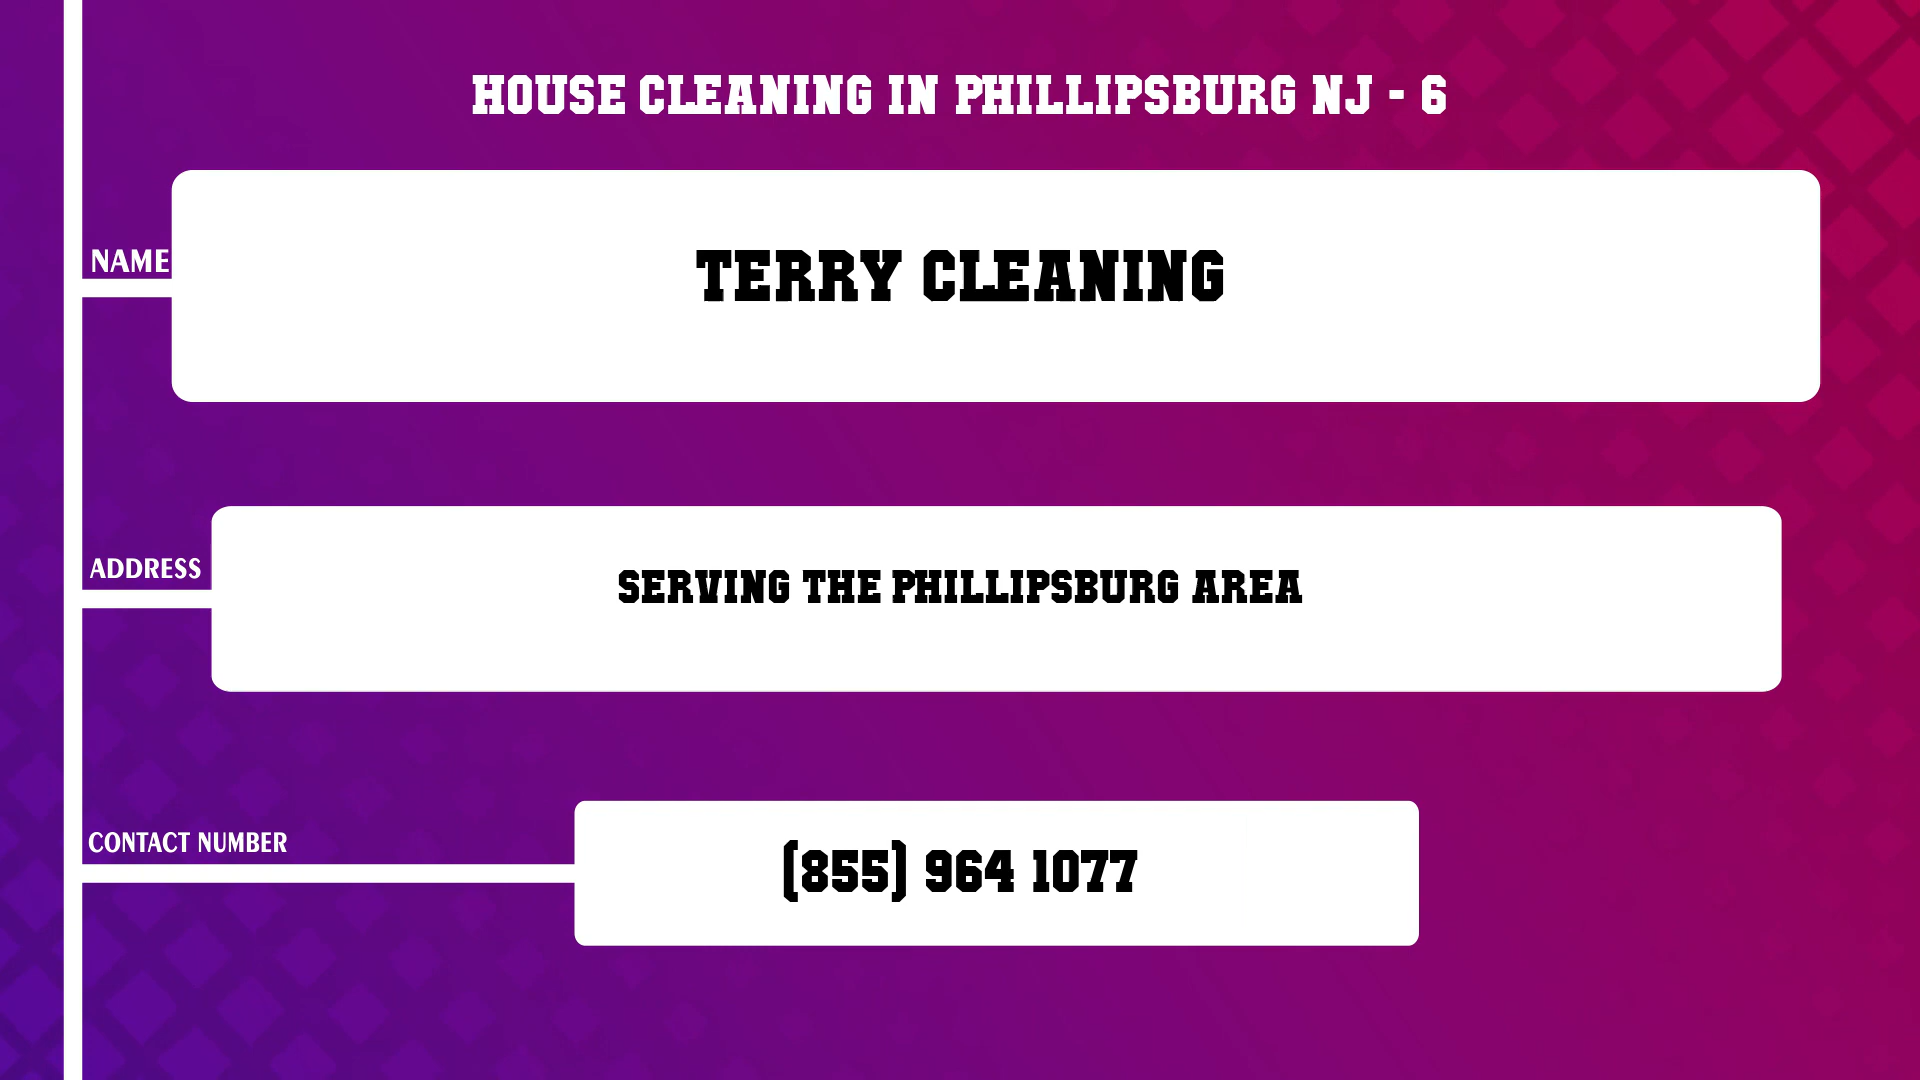 HOUSE CLEANING IN PHILLIPSBURG NJ - 6
NAME
TERRY CLEANING
ADDRESS
SERVING THE PHILLIPSBURG AREA
CONTACT NUMBER
(855) 964 1077